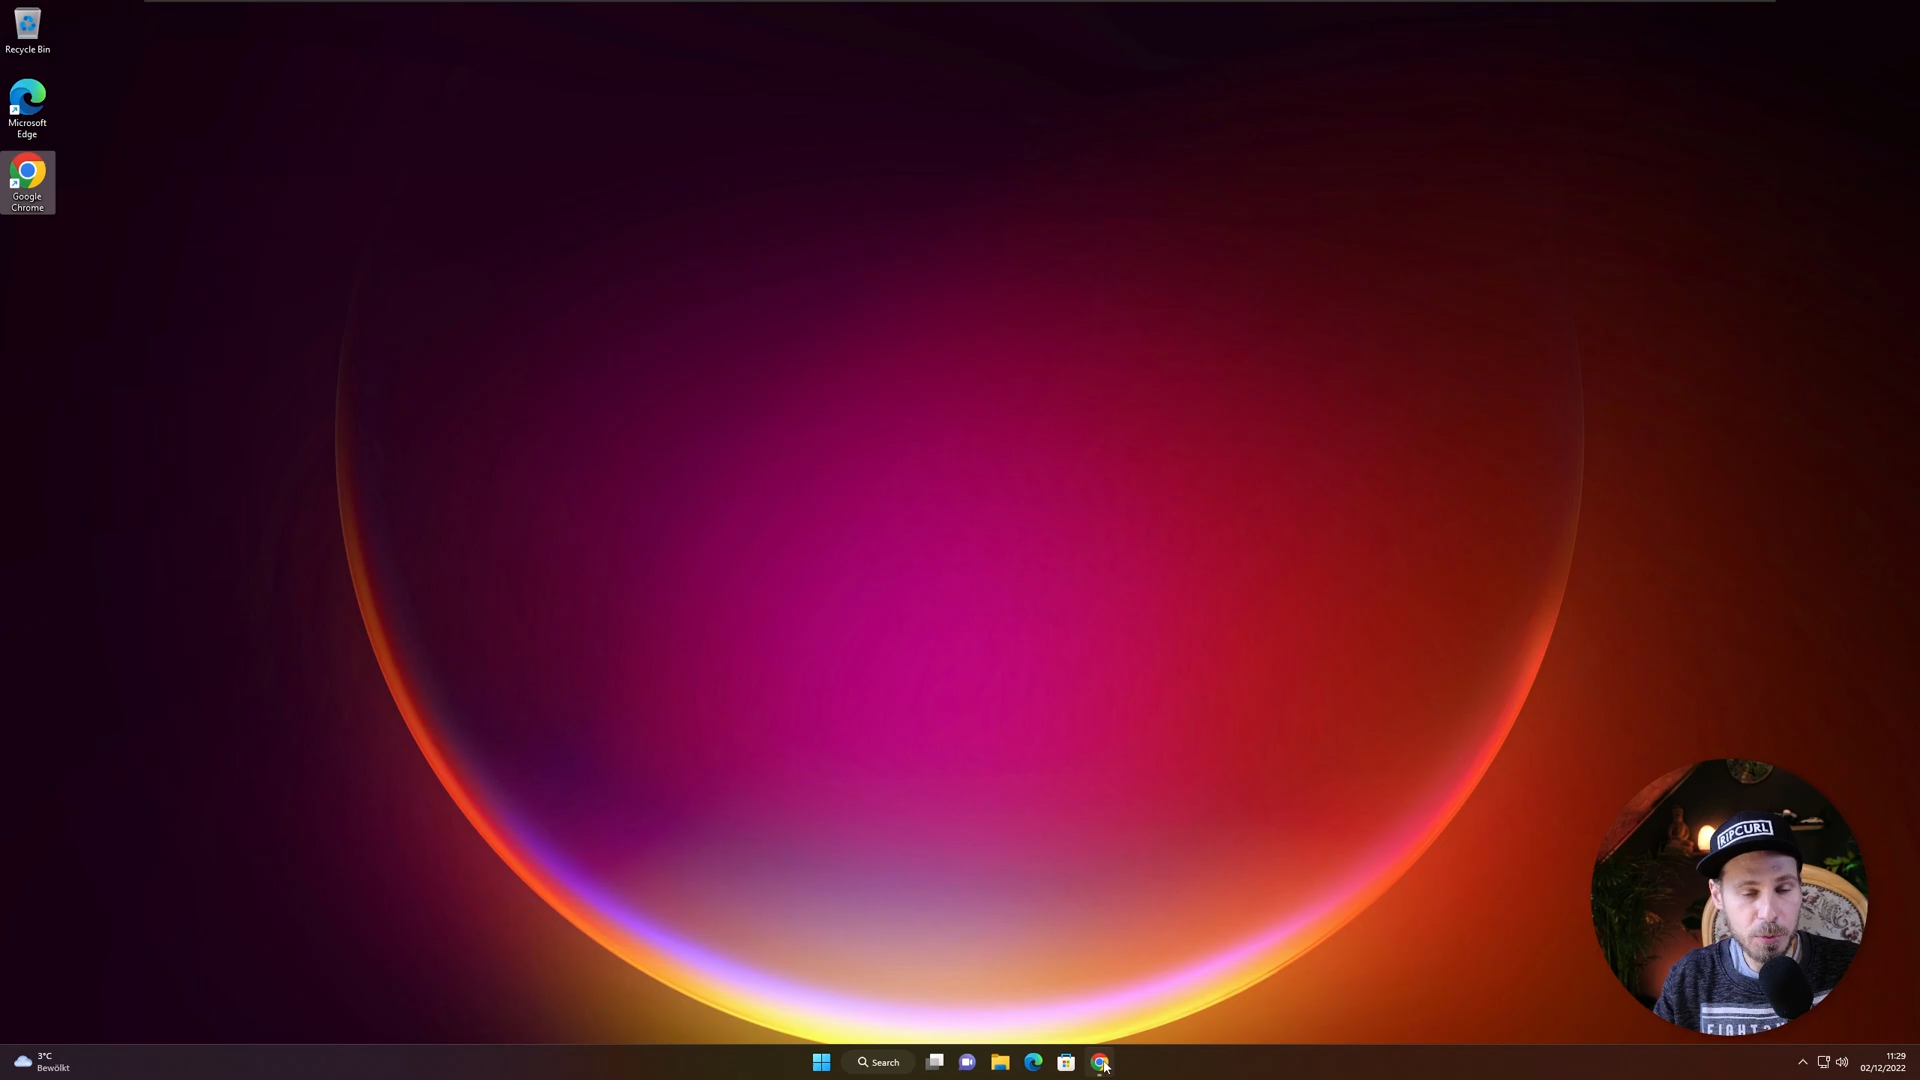 Recycle Bin
Microsoft
Edge
Google
Chrome
RIPCURL
3°C
Bewölkt
Search
11:29
02/12/2022